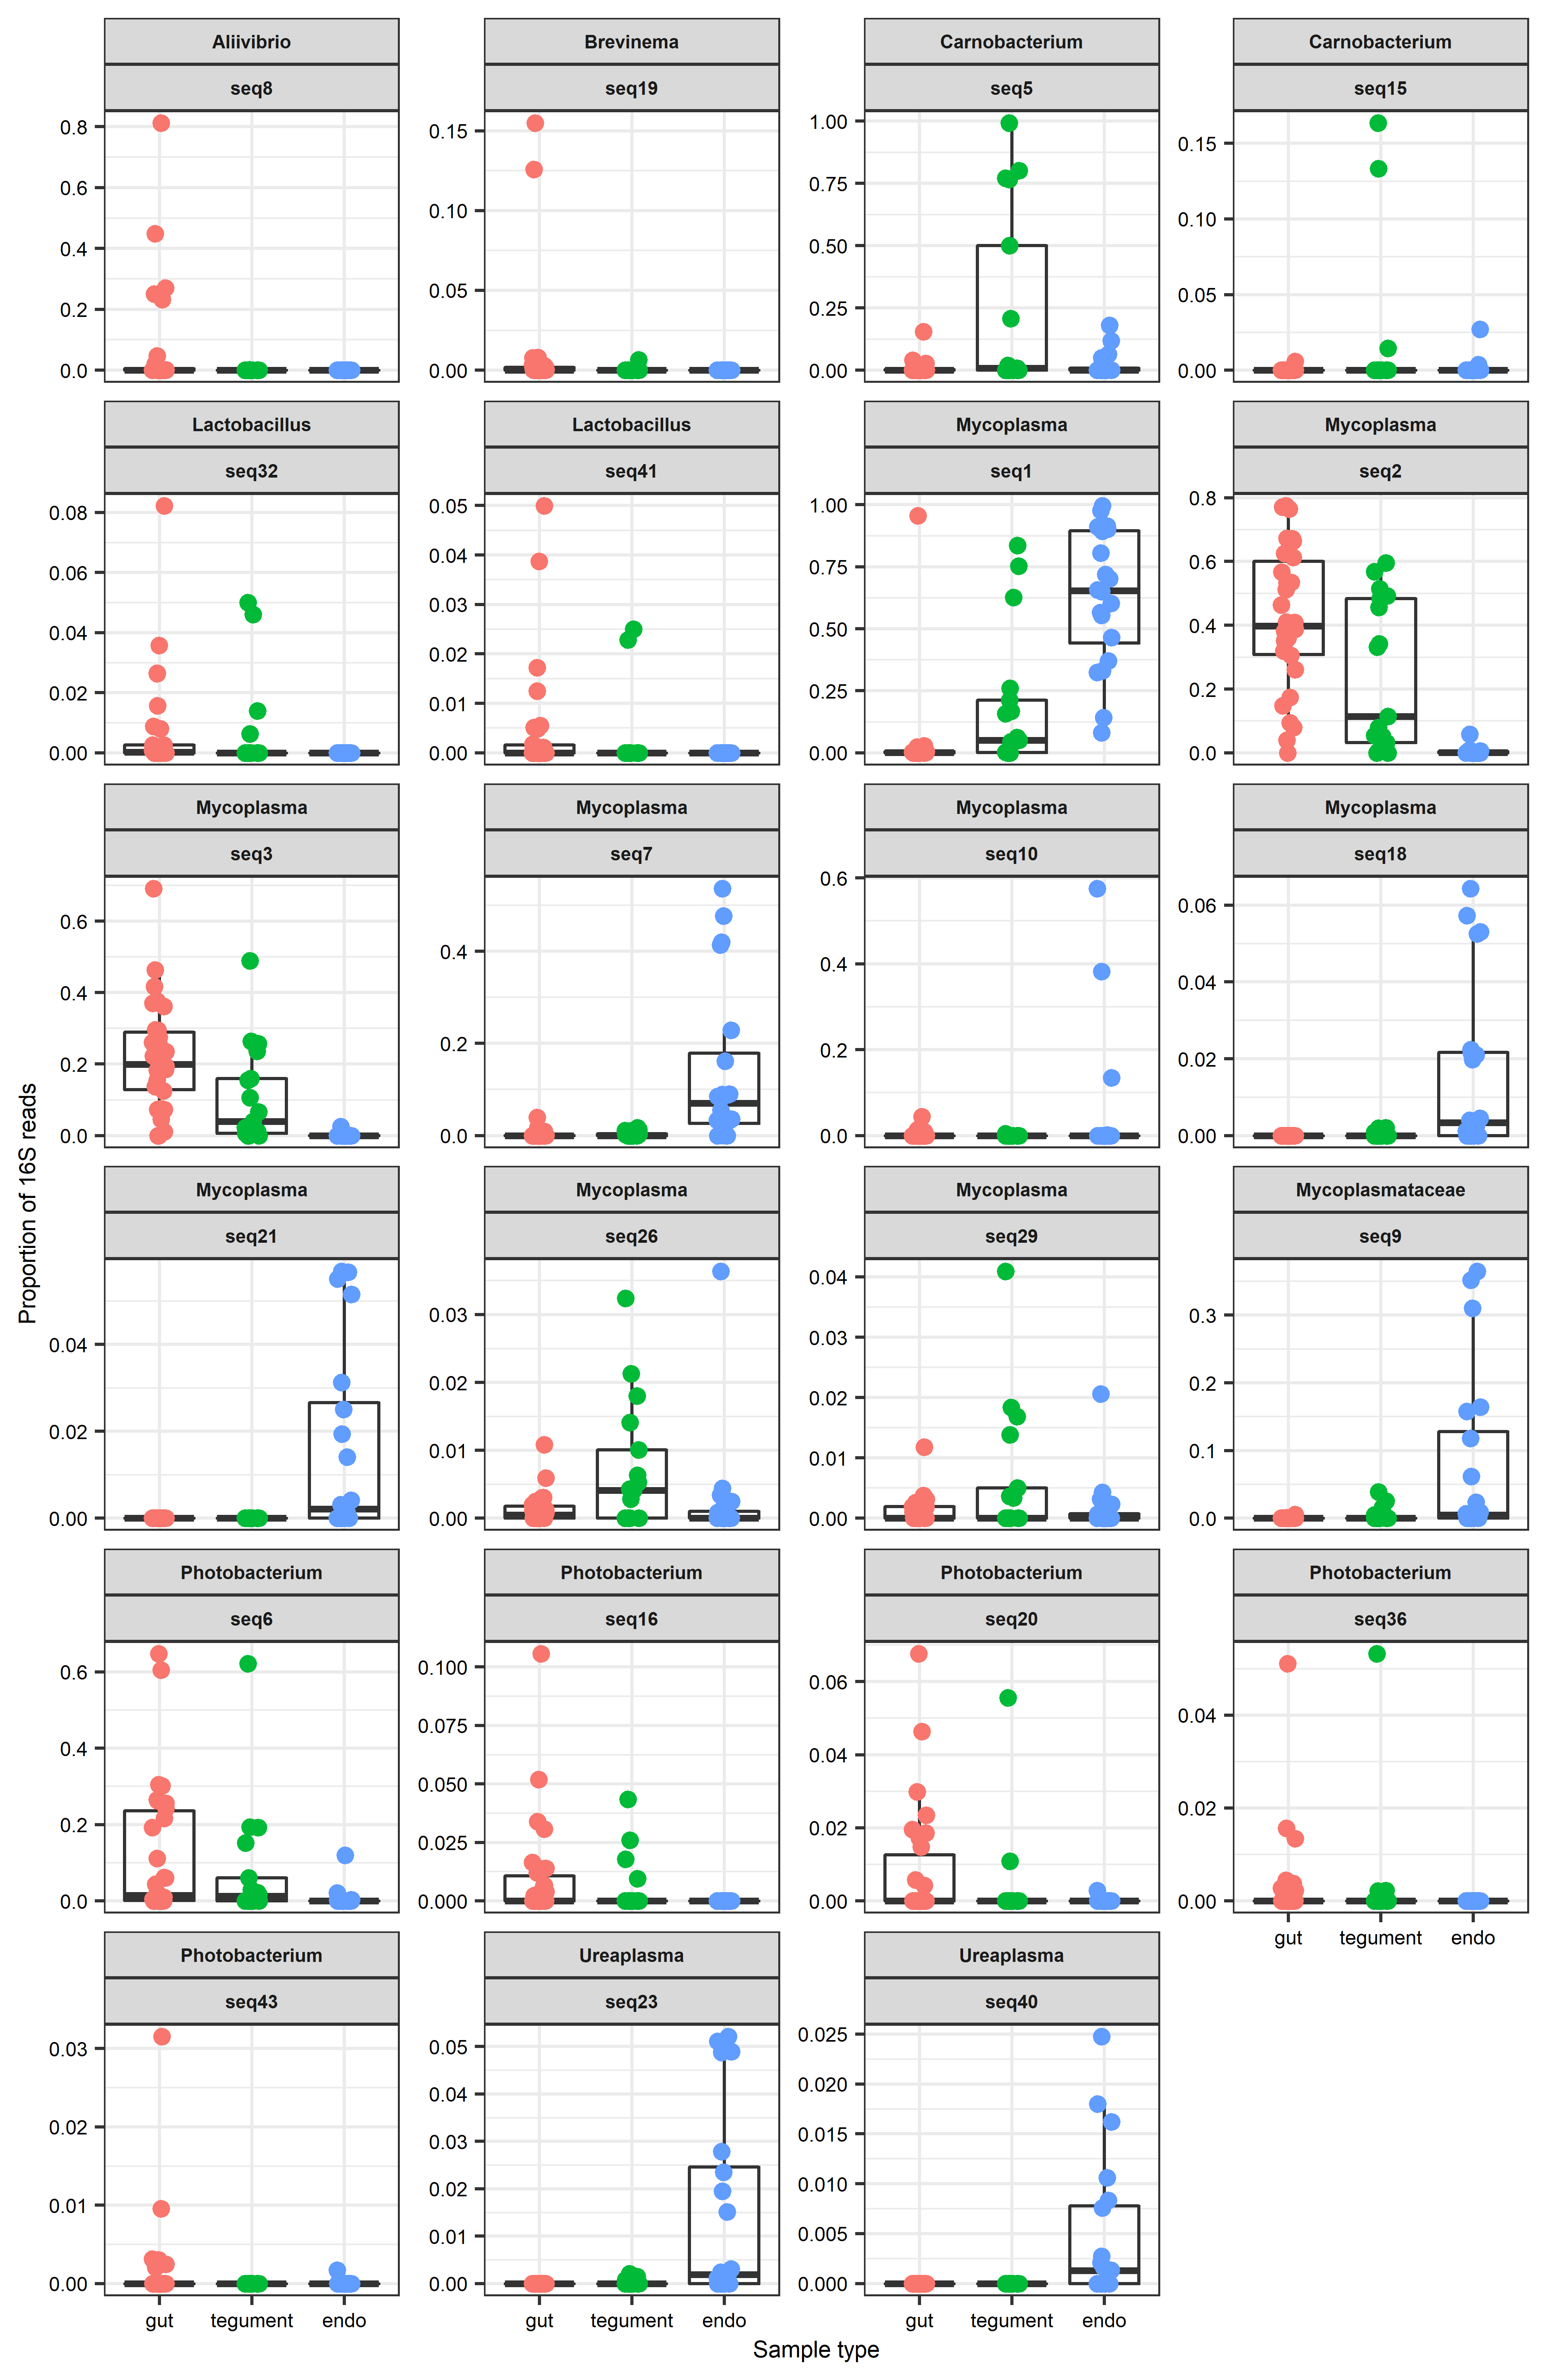 Aliivibrio Brevinema Carnobacterium Carnobacterium
seq8 seq19 seq5 seq15
0.8 0.15 1.00 0.15
0.6 0.10 0.75 0.10
0.4 0.05 0.50 0.05
0.2 0.00 0.25 0.00
0.0 0.00
Lactobacillus Lactobacillus Mycoplasma Mycoplasma
seq32 seq41 seq1 seq2
0.08 0.05 1.00 0.8
0.06 0.04 0.75 0.6
0.04 0.03 0.50 0.4
0.02 0.02 0.25 0.2
0.00 0.01 0.00 0.0
0.00
Mycoplasma Mycoplasma Mycoplasma Mycoplasma
seq3 seq7 seq10 seq18
0.6 0.4 0.6 0.06
0.4 0.2 0.4 0.04
0.2 0.0 0.2 0.02
0.0 0.0 0.00
Proportion of 16S reads
Mycoplasma Mycoplasma Mycoplasma Mycoplasmataceae
seq21 seq26 seq29 seq9
0.04 0.03 0.04 0.3
0.02 0.02 0.03 0.2
0.00 0.01 0.02 0.1
0.00 0.01 0.0
0.00
Photobacterium Photobacterium Photobacterium Photobacterium
seq6 seq16 seq20 seq36
0.6 0.100 0.06 0.04
0.4 0.075 0.04 0.02
0.2 0.050 0.02 0.00
0.0 0.025 0.00
0.000
gut tegument endo
Photobacterium Ureaplasma Ureaplasma
seq43 seq23 seq40
0.03 0.05 0.025
0.02 0.04 0.020
0.01 0.03 0.015
0.00 0.02 0.010
0.01 0.005
0.00 0.000
gut tegument endo gut tegument endo gut tegument endo
Sample type